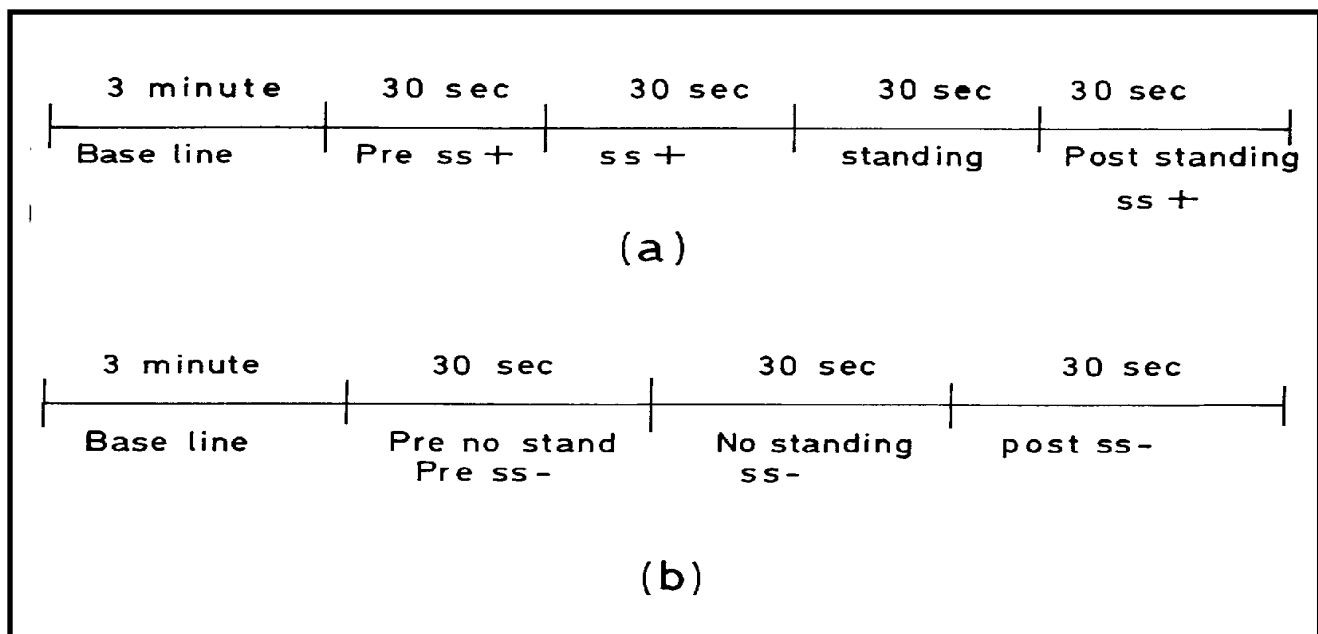 3 minute 30 sec 30 sec 30 sec 30 sec
Base line Pre ss + ss + standing Post standing
ss +
(a)
3 minute 30 sec 30 sec 30 sec
Base line Pre no stand No standing post ss-
Pre ss- ss-
(b)